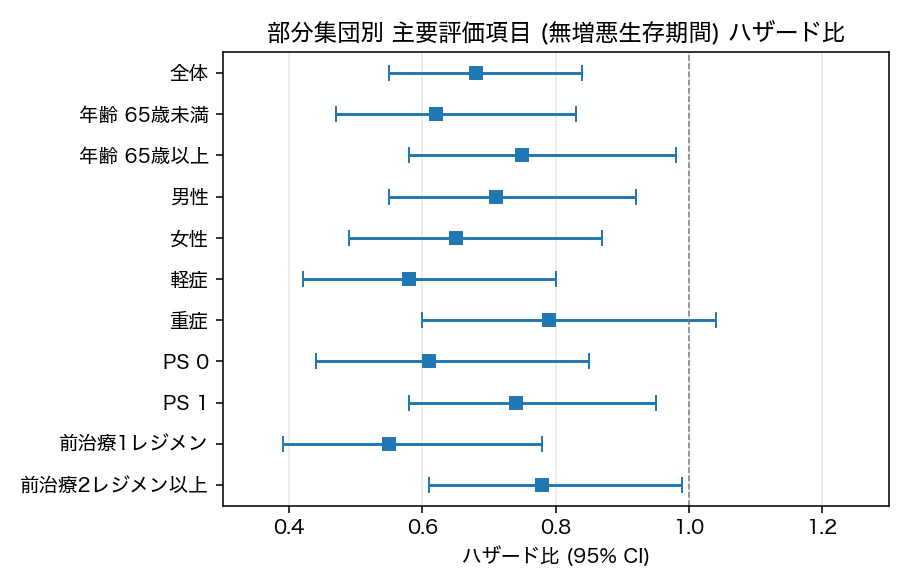 部分集団別 主要評価項目 (無増悪生存期間) ハザード比
全体
年齢 65歳未満
年齢 65歳以上
男性
女性
軽症
重症
PS 0
PS 1
前治療1レジメン
前治療2レジメン以上
0.4 0.6 0.8 1.0 1.2
ハザード比 (95% CI)